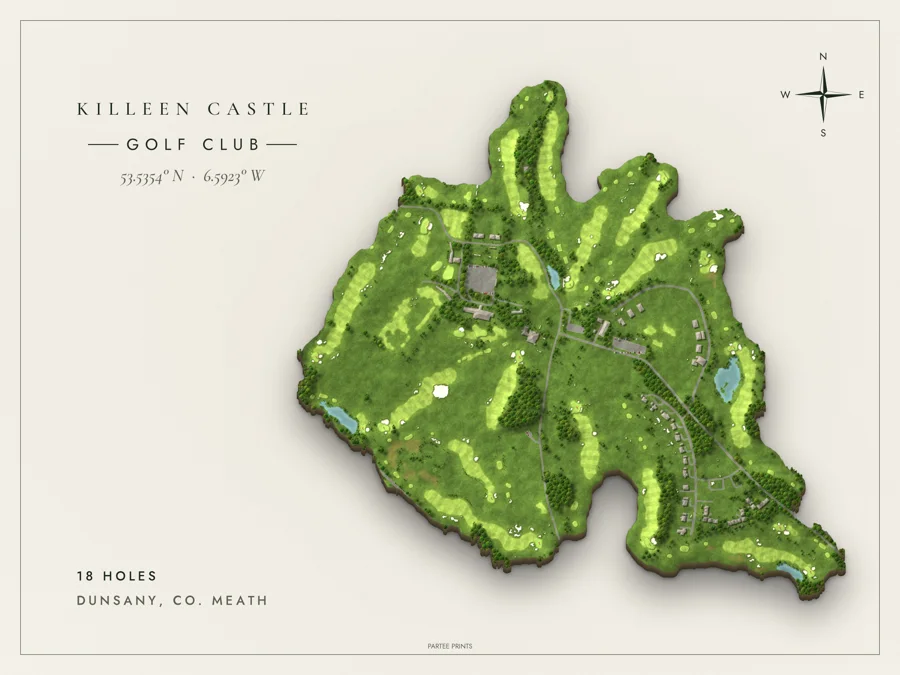 KILLEEN CASTLE
GOLF CLUB
53.5354° N · 6.5923° W
N
W E
S
18 HOLES
DUNSANY, CO. MEATH
PARTEE PRINTS